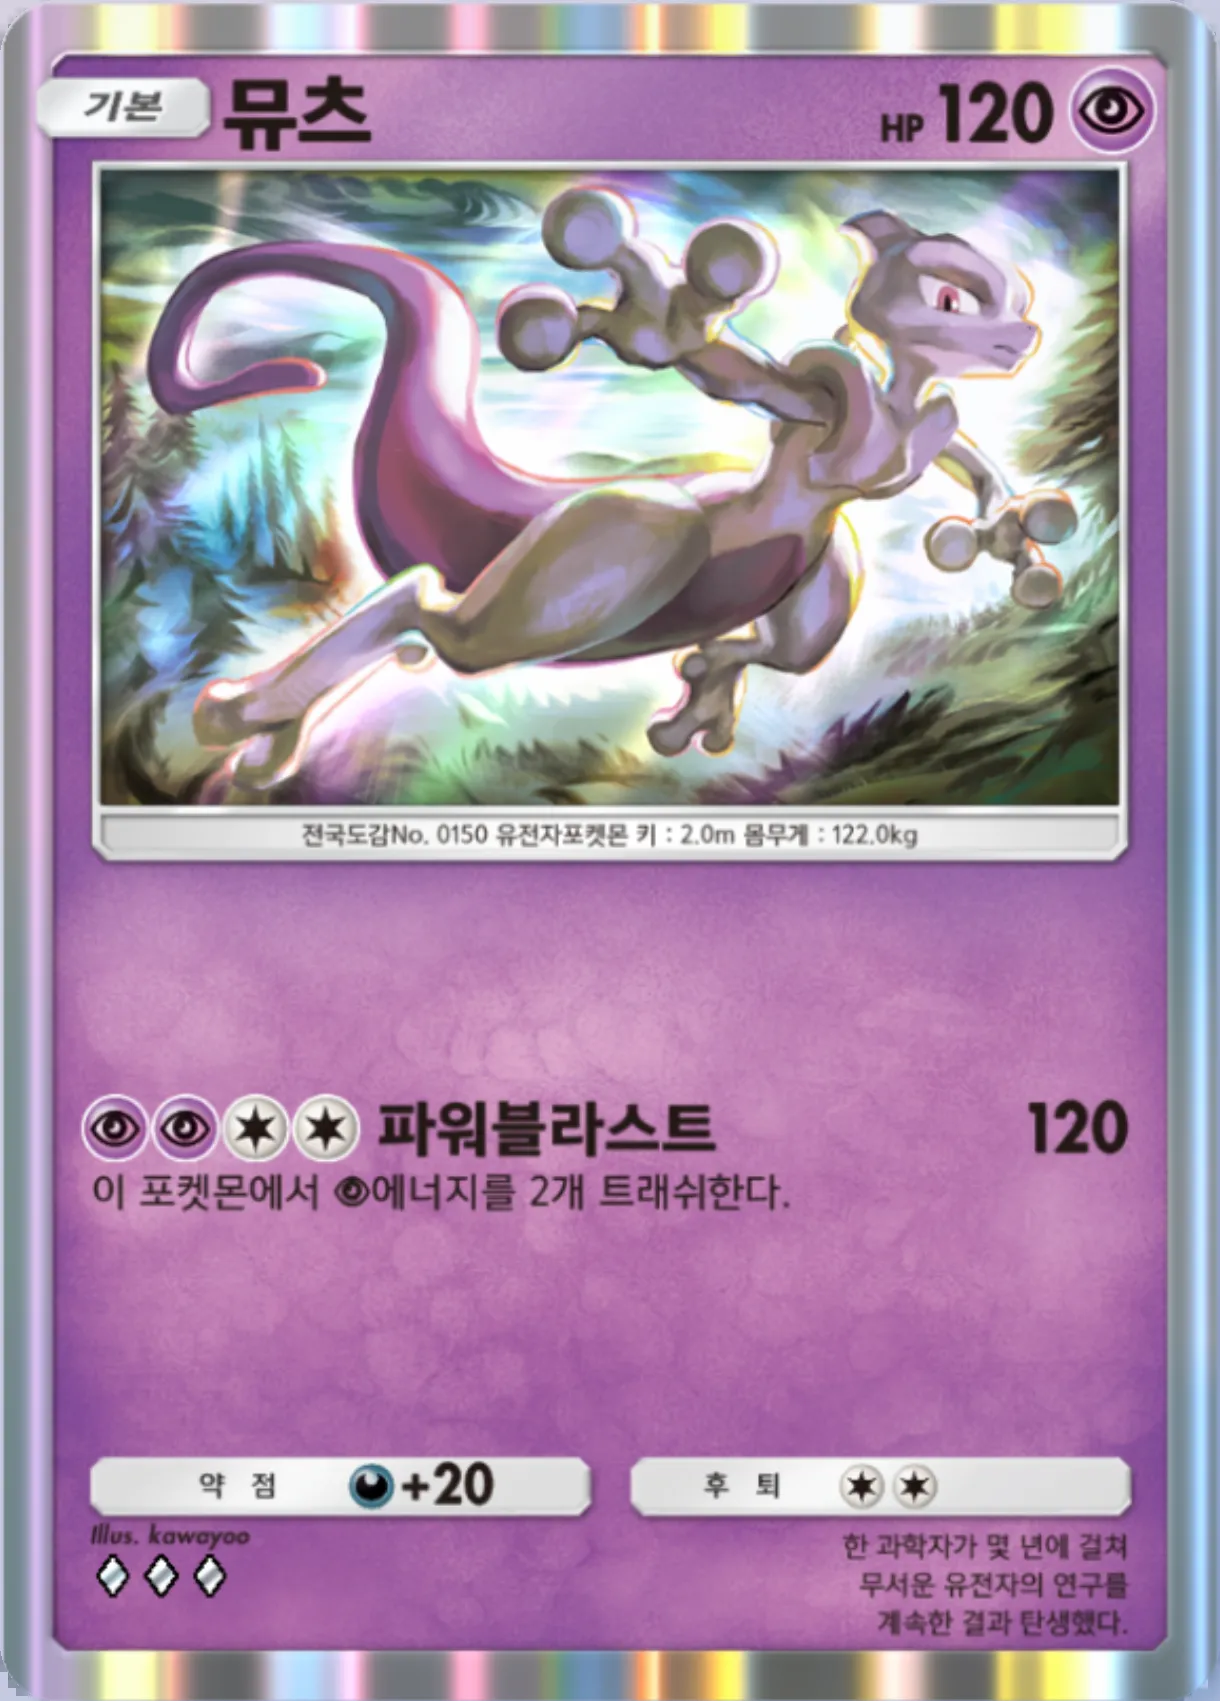 기본 뮤츠 HP 120
전국도감No. 0150 유전자포켓몬 키 : 2.0m 몸무게 : 122.0kg
파워블라스트 120
이 포켓몬에서 에너지를 2개 트래쉬한다.
약 점 +20 후 퇴
Illus. kawayoo
한 과학자가 몇 년에 걸쳐
무서운 유전자의 연구를
계속한 결과 탄생했다.